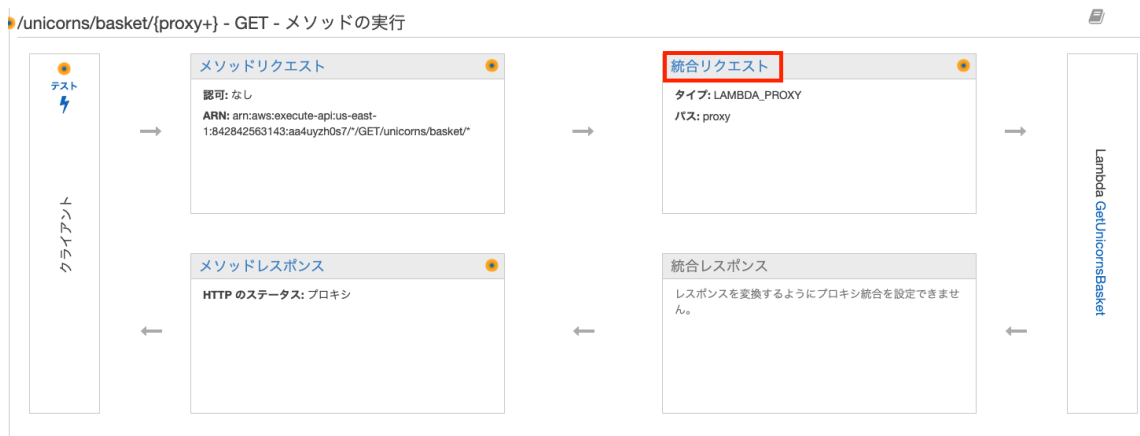 /unicorns/basket/{proxy+} - GET - メソッドの実行
テスト
クライアント
メソッドリクエスト
認可: なし
ARN: arn:aws:execute-api:us-east-
1:842842563143:aa4uyzh0s7/*/GET/unicorns/basket/*
統合リクエスト
タイプ: LAMBDA_PROXY
パス: proxy
Lambda GetUnicornsBasket
メソッドレスポンス
HTTP のステータス: プロキシ
統合レスポンス
レスポンスを変換するようにプロキシ統合を設定できませ
ん。